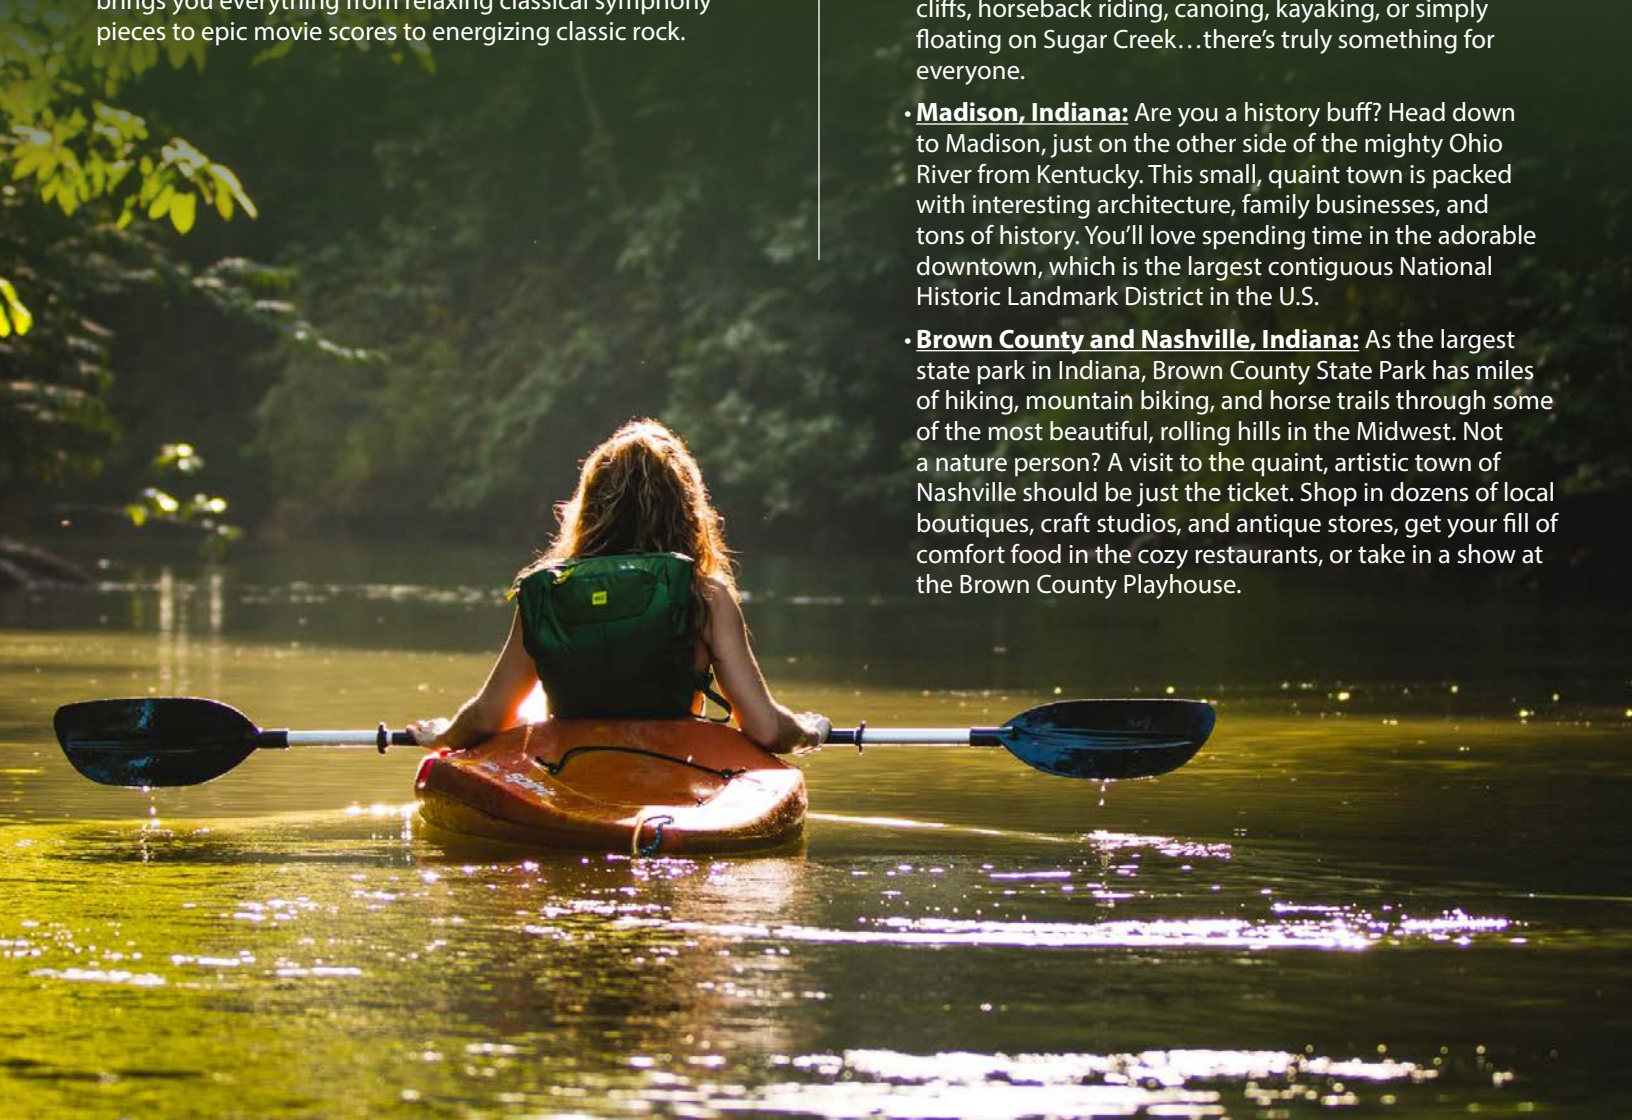 brings you everything from relaxing classical symphony
pieces to epic movie scores to energizing classic rock.
cliffs, horseback riding, canoing, kayaking, or simply
floating on Sugar Creek…there’s truly something for
everyone.
• Madison, Indiana: Are you a history buff? Head down
to Madison, just on the other side of the mighty Ohio
River from Kentucky. This small, quaint town is packed
with interesting architecture, family businesses, and
tons of history. You’ll love spending time in the adorable
downtown, which is the largest contiguous National
Historic Landmark District in the U.S.
• Brown County and Nashville, Indiana: As the largest
state park in Indiana, Brown County State Park has miles
of hiking, mountain biking, and horse trails through some
of the most beautiful, rolling hills in the Midwest. Not
a nature person? A visit to the quaint, artistic town of
Nashville should be just the ticket. Shop in dozens of local
boutiques, craft studios, and antique stores, get your fill of
comfort food in the cozy restaurants, or take in a show at
the Brown County Playhouse.